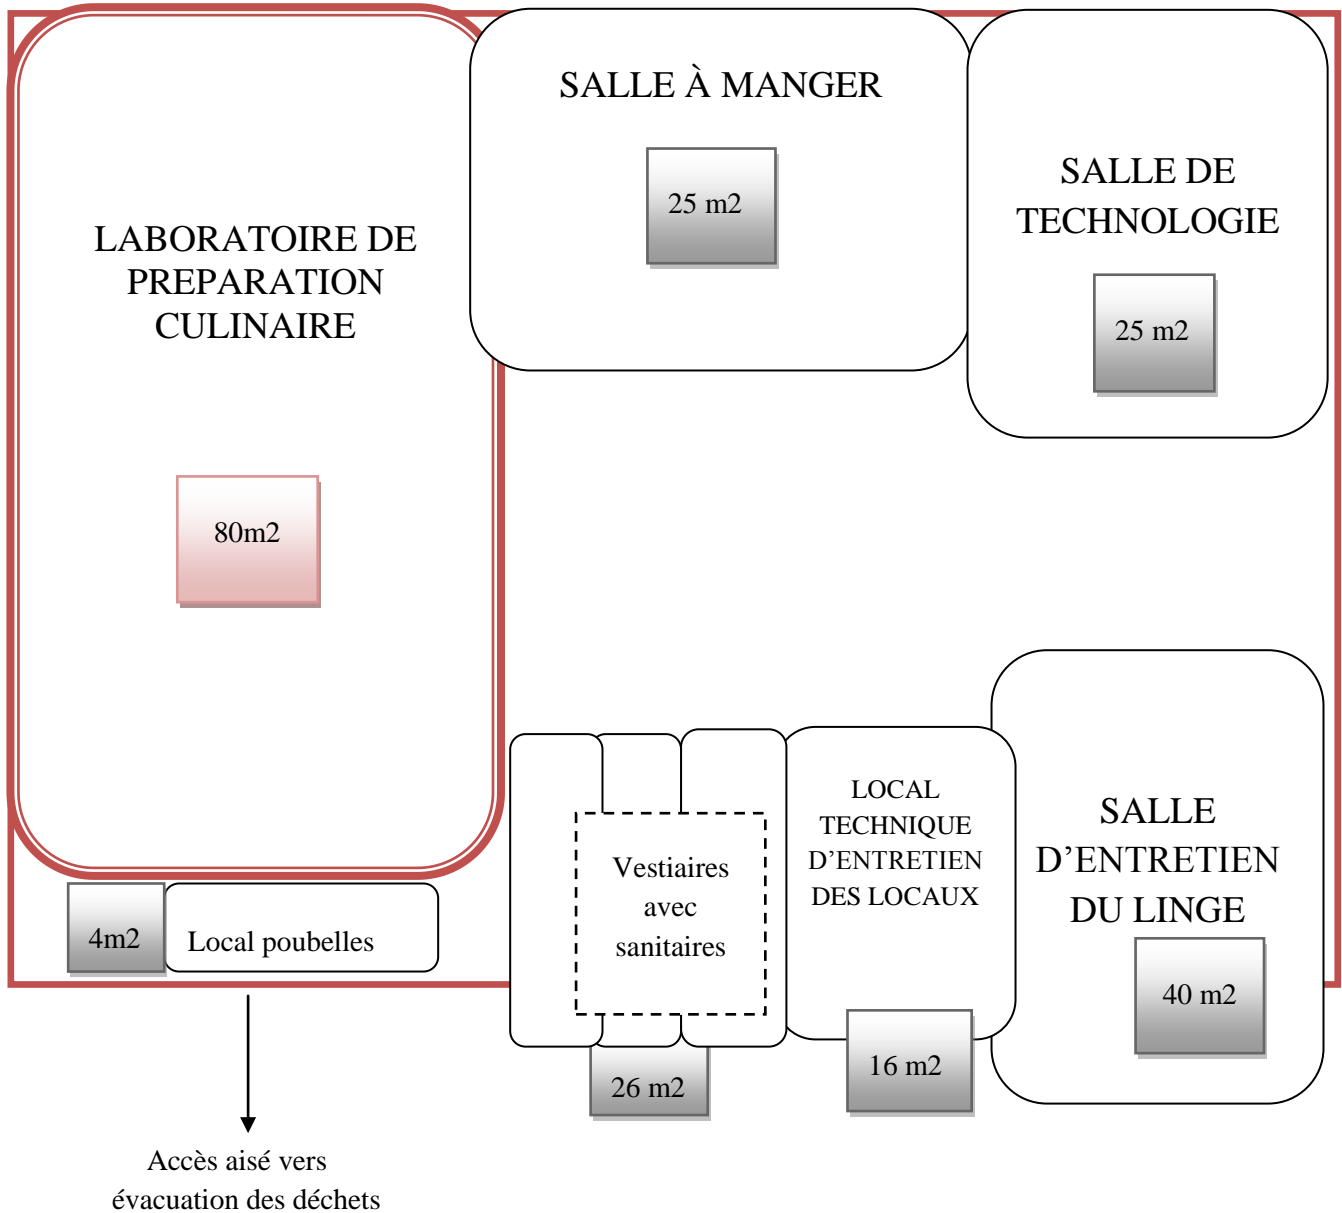 SALLE À MANGER
25 m2
SALLE DE
TECHNOLOGIE
25 m2
LABORATOIRE DE
PREPARATION
CULINAIRE
80m2
LOCAL
TECHNIQUE
D’ENTRETIEN
DES LOCAUX
16 m2
SALLE
D’ENTRETIEN
DU LINGE
40 m2
Vestiaires
avec
sanitaires
26 m2
4m2
Local poubelles
Accès aisé vers
évacuation des déchets